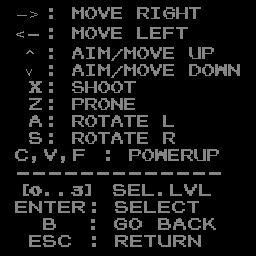 -> : MOVE RIGHT
<- : MOVE LEFT
^ : AIM/MOVE UP
v : AIM/MOVE DOWN
X: SHOOT
Z: PRONE
A: ROTATE L
S: ROTATE R
C,V,F : POWERUP
--------------
[0..3] SEL.LVL
ENTER: SELECT
B : GO BACK
ESC : RETURN